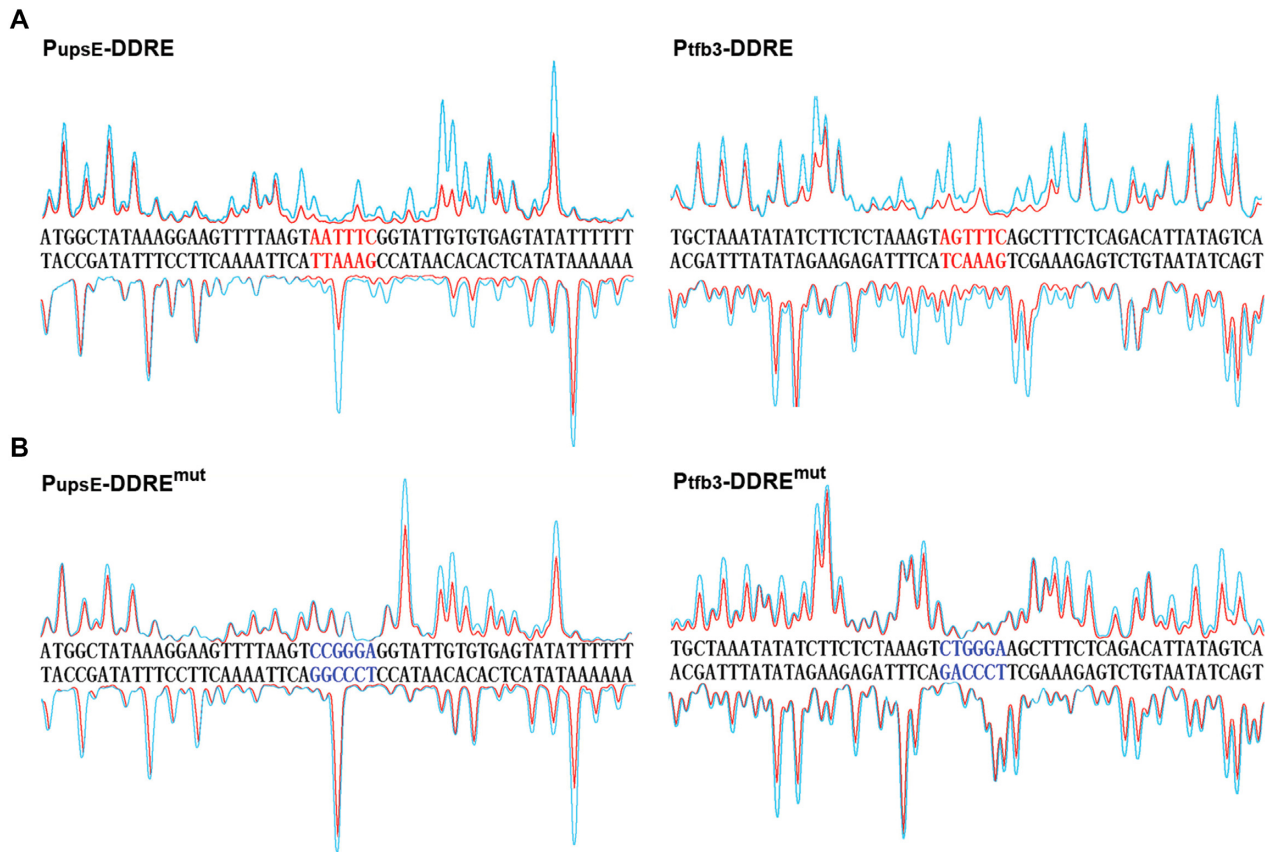 A
PupsE-DDRE
Ptfb3-DDRE
ATGGCTATAAAGGAAGTTTTAAGTAATTTCGGTATTGTGTGAGTATATTTTTT
TACCGATATTTCCTTCAAAATTCATTAAAGCCATAACACACTCATATAAAAAA
TGCTAAATATATCTTCTCTAAAGTAGTTTCAGCTTTCTCAGACATTATAGTCA
ACGATTTATATAGAAGAGATTTCATCAAAGTCGAAAGAGTCTGTAATATCAGT
B
PupsE-DDREmut
Ptfb3-DDREmut
ATGGCTATAAAGGAAGTTTTAAGTCCGGGAGGTATTGTGTGAGTATATTTTTT
TACCGATATTTCCTTCAAAATTCAGGCCCTCCATAACACACTCATATAAAAAA
TGCTAAATATATCTTCTCTAAAGTCTGGGAAGCTTTCTCAGACATTATAGTCA
ACGATTTATATAGAAGAGATTTCAGACCCTTCGAAAGAGTCTGTAATATCAGT